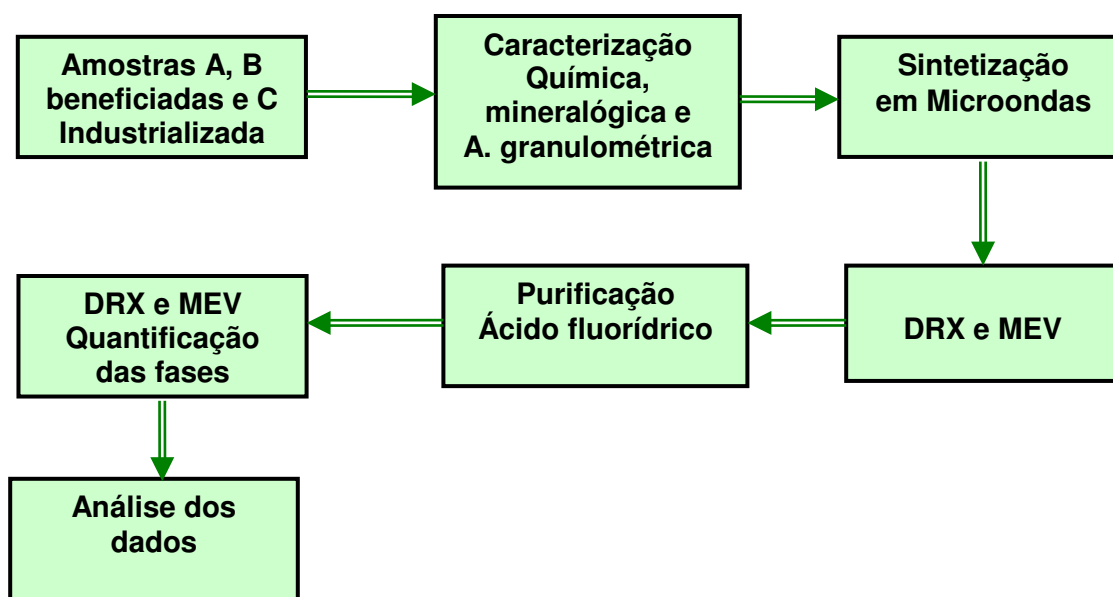 Amostras A, B
beneficiadas e C
Industrializada
Caracterização
Química,
mineralógica e
A. granulométrica
Sintetização
em Microondas
DRX e MEV
Purificação
Ácido fluorídrico
DRX e MEV
Quantificação
das fases
Análise dos
dados